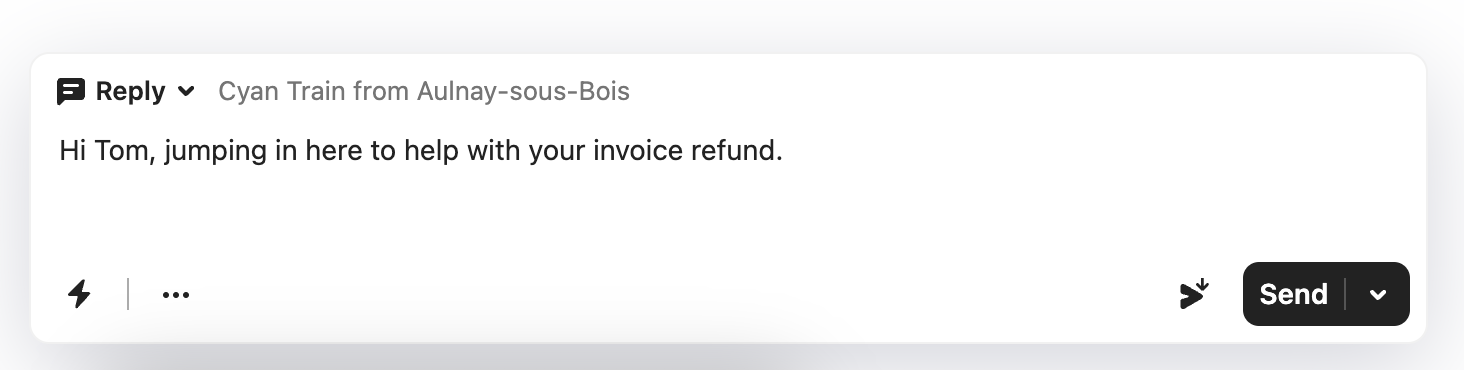 Reply Cyan Train from Aulnay-sous-Bois
Hi Tom, jumping in here to help with your invoice refund.
Send